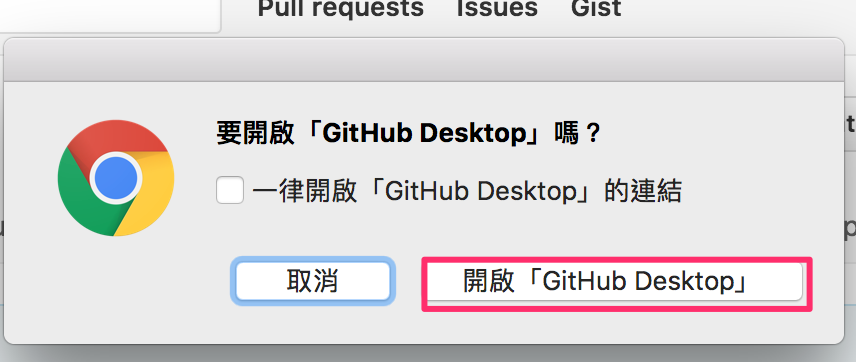 Pull requests Issues Gist
要開啟「GitHub Desktop」嗎？
一律開啟「GitHub Desktop」的連結
取消 開啟「GitHub Desktop」